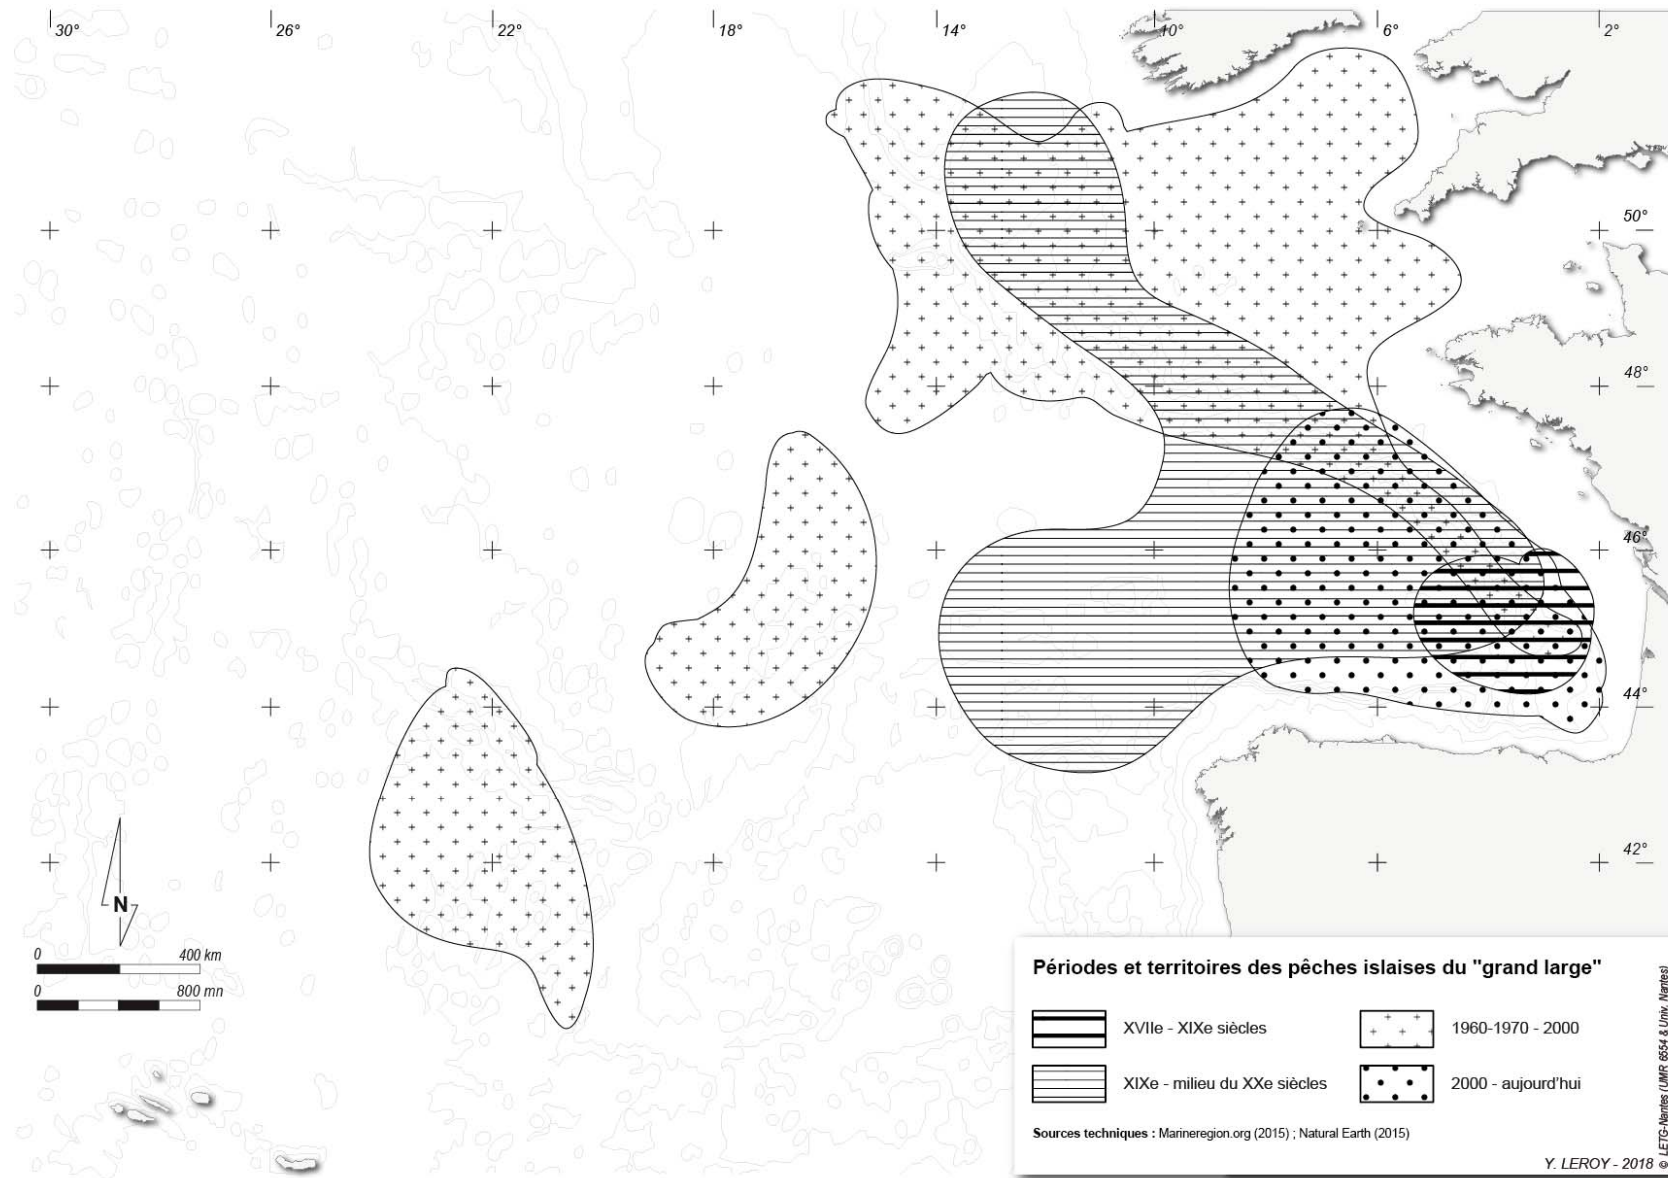 30° 26° 22° 18° 14° 10° 6° 2°
50°
48°
46°
44°
42°
N
0 400 km
0 800 mn
Périodes et territoires des pêches islaises du "grand large"
XVIIe - XIXe siècles
1960-1970 - 2000
XIXe - milieu du XXe siècles
2000 - aujourd'hui
Sources techniques : Marineregion.org (2015) ; Natural Earth (2015)
Y. LEROY - 2018
© LETG-Nantes (UMR 6554 & Univ. Nantes)